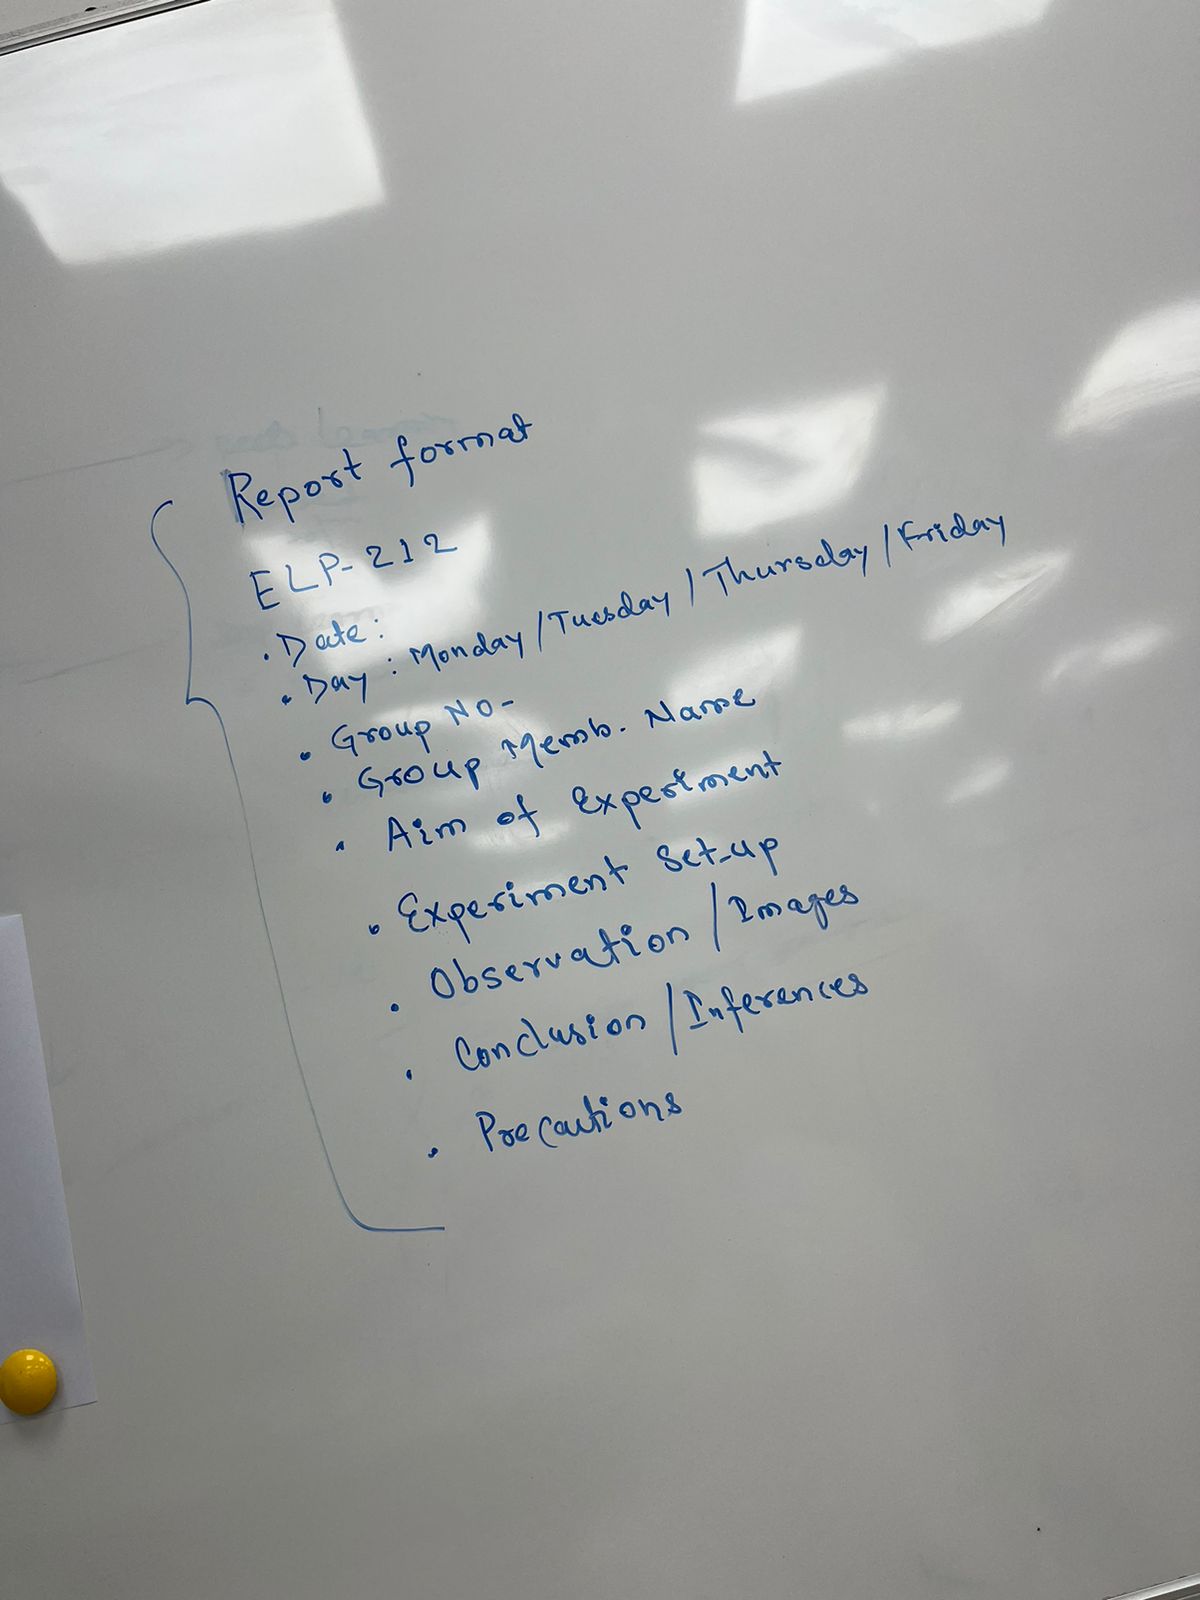 Report format
ELP-212
. Date:
. Day: Monday/Tuesday/Thursday/Friday
. Group No-
. Group Memb. Name
. Aim of Experiment
. Experiment Set-up
. Observation/Images
. Conclusion/Inferences
. Precautions